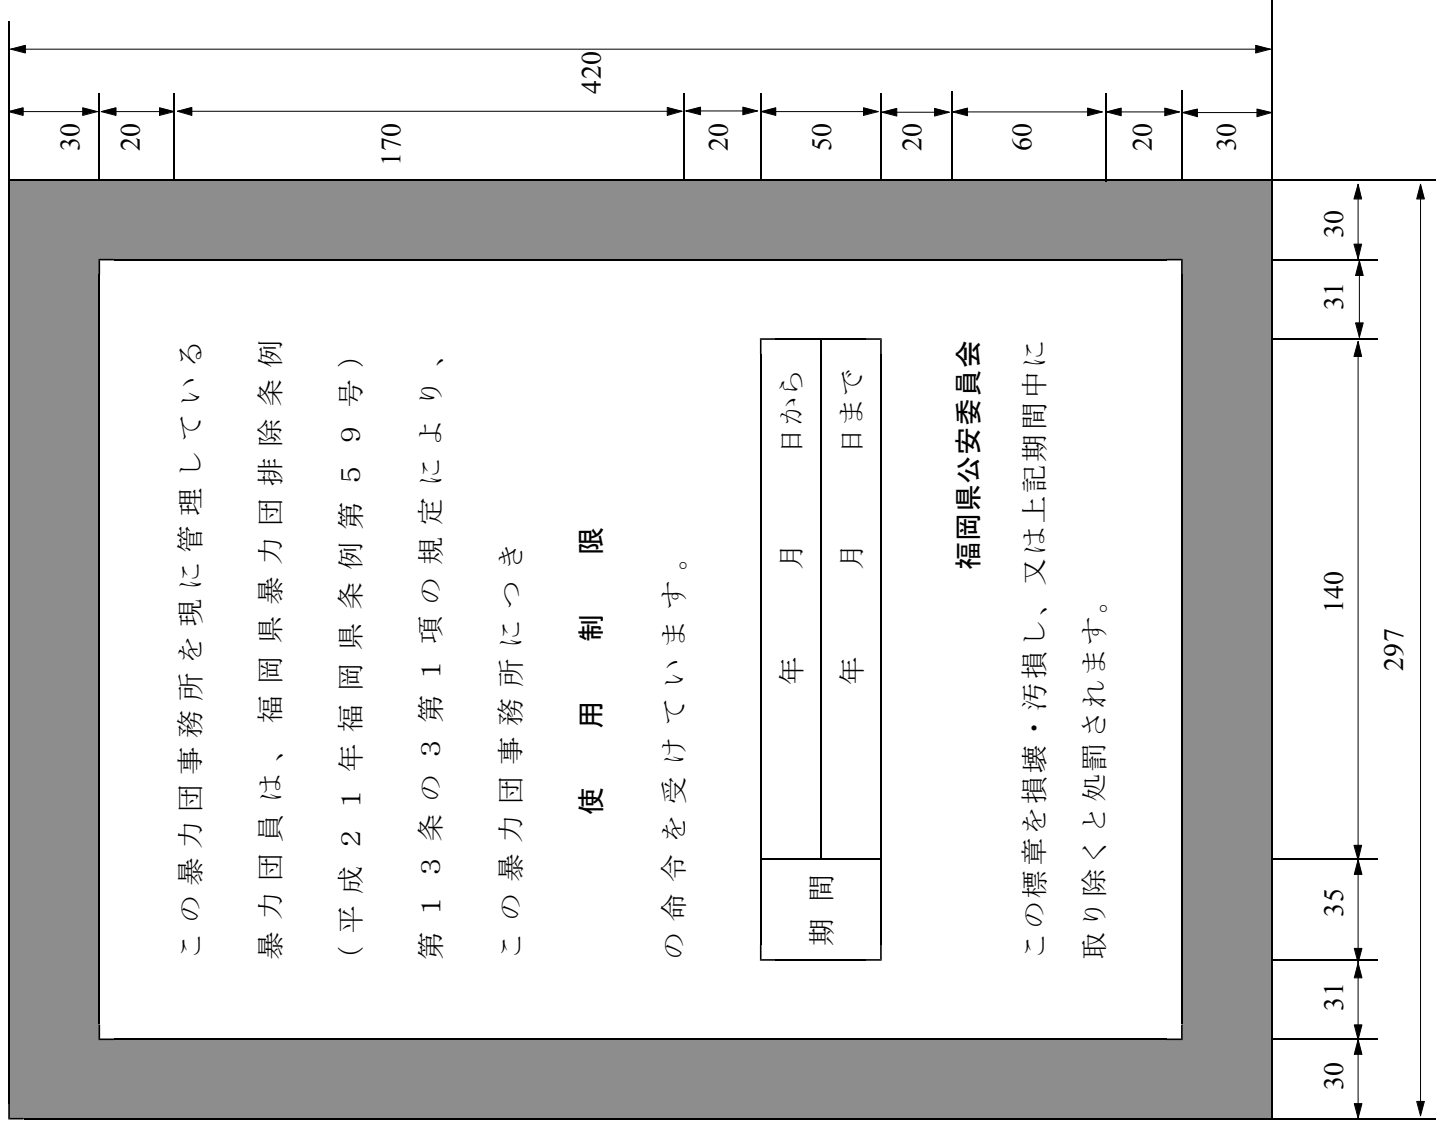 この暴力団事務所を現に管理している
暴力団員は、福岡県暴力団排除条例
（平成２１年福岡県条例第５９号）
第１３条の３第１項の規定により、
この暴力団事務所につき
使用制限
の命令を受けています。
期間
年 月 日から
年 月 日まで
福岡県公安委員会
この標章を損壊・汚損し、又は上記期間中に
取り除くと処罰されます。
420
30
20
170
20
50
20
60
20
30
30
31
140
35
31
30
297